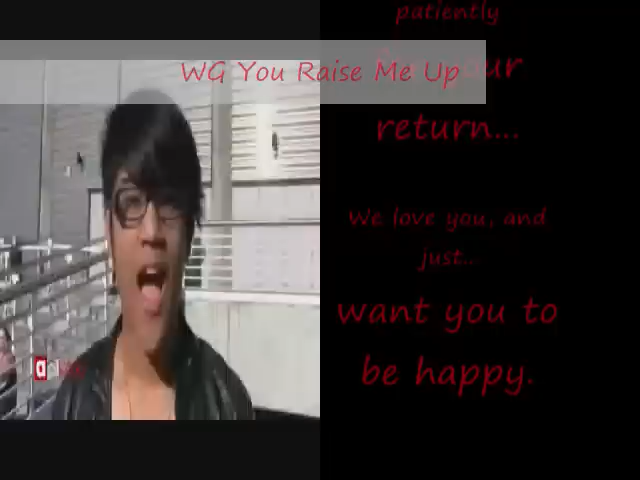 patiently
WG You Raise Me Up
return...
We love you, and
just..
want you to
be happy.